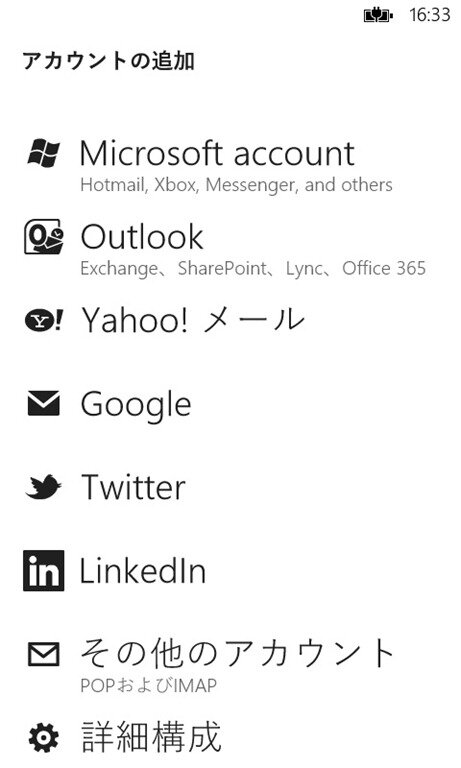 16:33
アカウントの追加
Microsoft account
Hotmail, Xbox, Messenger, and others
Outlook
Exchange、SharePoint、Lync、Office 365
Yahoo! メール
Google
Twitter
LinkedIn
その他のアカウント
POPおよびIMAP
詳細構成